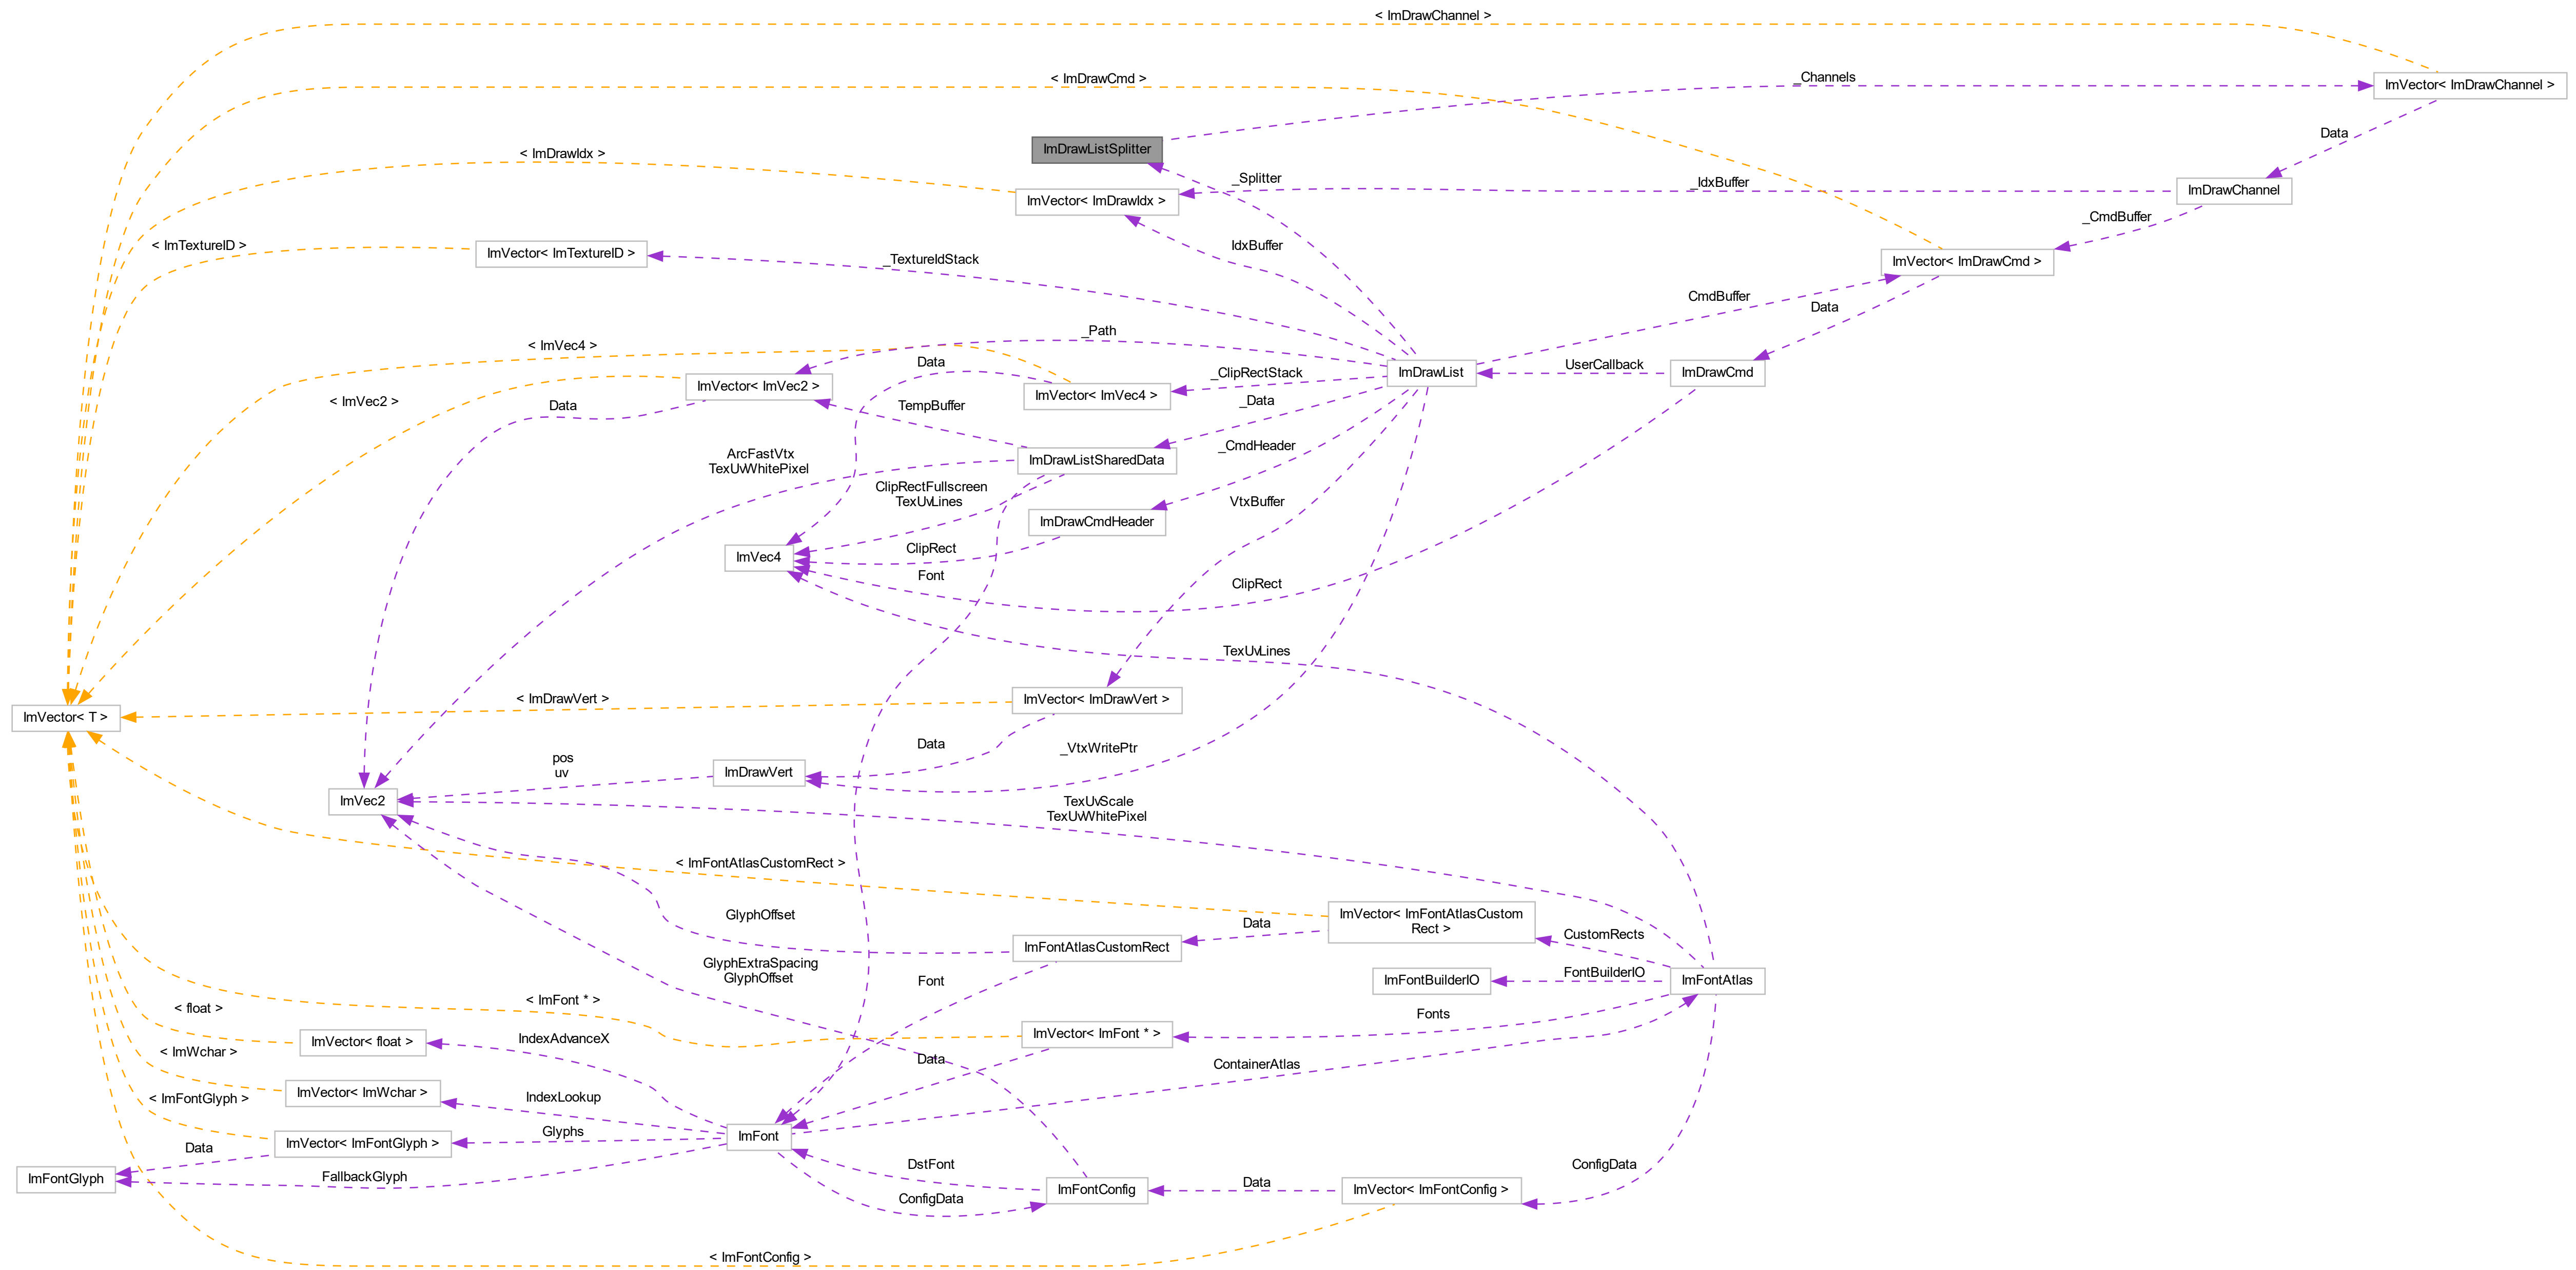 < ImDrawChannel >
< ImDrawCmd >
_Channels
ImVector< ImDrawChannel >
Data
ImDrawListSplitter
< ImDrawIdx >
_Splitter
_IdxBuffer
ImDrawChannel
ImVector< ImDrawIdx >
_CmdBuffer
< ImTextureID >
IdxBuffer
ImVector< ImTextureID >
_TextureIdStack
ImVector< ImDrawCmd >
CmdBuffer
Data
_Path
< ImVec4 >
Data
UserCallback
ImDrawList
ImDrawCmd
_ClipRectStack
ImVector< ImVec2 >
ImVector< ImVec4 >
< ImVec2 >
Data
TempBuffer
_Data
_CmdHeader
ArcFastVtx
TexUvWhitePixel
ImDrawListSharedData
ClipRectFullscreen
TexUvLines
VtxBuffer
ImDrawCmdHeader
ClipRect
ImVec4
Font
ClipRect
TexUvLines
< ImDrawVert >
ImVector< ImDrawVert >
ImVector< T >
Data
_VtxWritePtr
pos
uv
ImDrawVert
ImVec2
TexUvScale
TexUvWhitePixel
< ImFontAtlasCustomRect >
GlyphOffset
ImVector< ImFontAtlasCustom
Rect >
Data
CustomRects
ImFontAtlasCustomRect
GlyphExtraSpacing
GlyphOffset
Font
FontBuilderIO
ImFontBuilderIO
ImFontAtlas
< ImFont * >
< float >
Fonts
ImVector< ImFont * >
IndexAdvanceX
ImVector< float >
< ImWchar >
Data
ContainerAtlas
ImVector< ImWchar >
IndexLookup
< ImFontGlyph >
Glyphs
ImFont
ImVector< ImFontGlyph >
Data
ImFontGlyph
FallbackGlyph
DstFont
ConfigData
ConfigData
ImFontConfig
Data
ImVector< ImFontConfig >
< ImFontConfig >